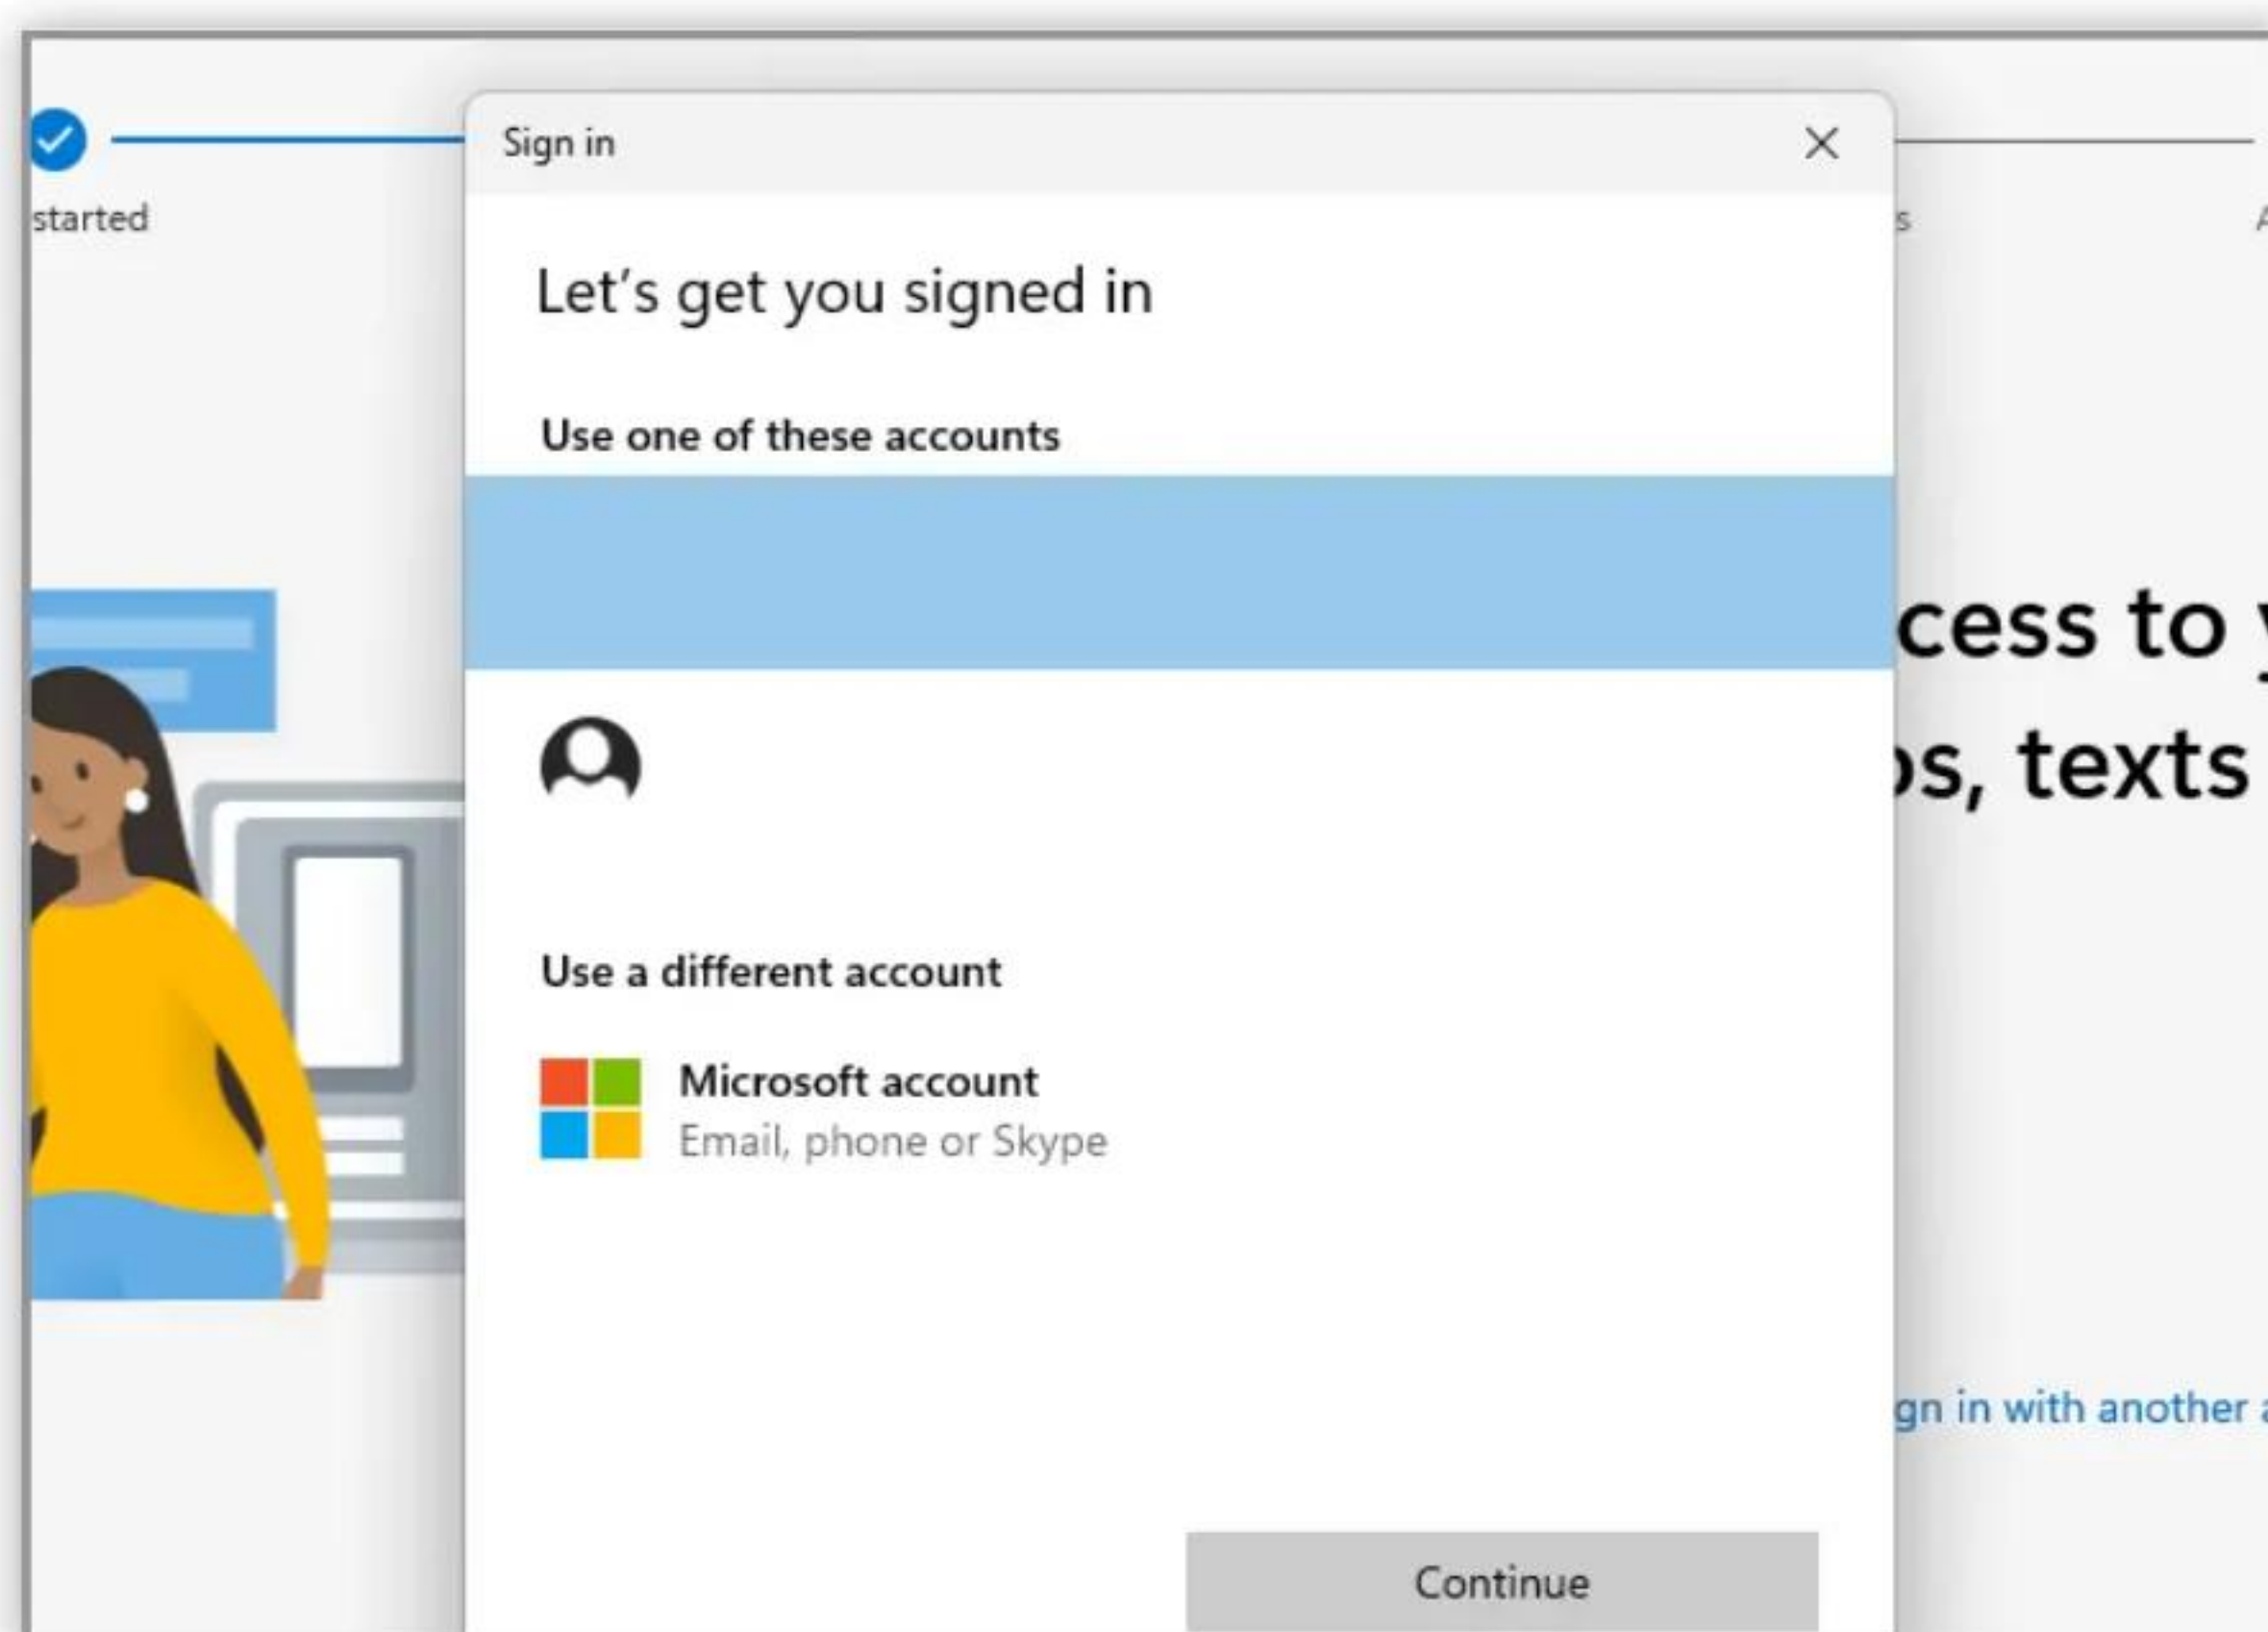 Sign in
started
s
Let's get you signed in
Use one of these accounts
cess to
s, texts
Use a different account
Microsoft account
Email, phone or Skype
gn in with another
Continue